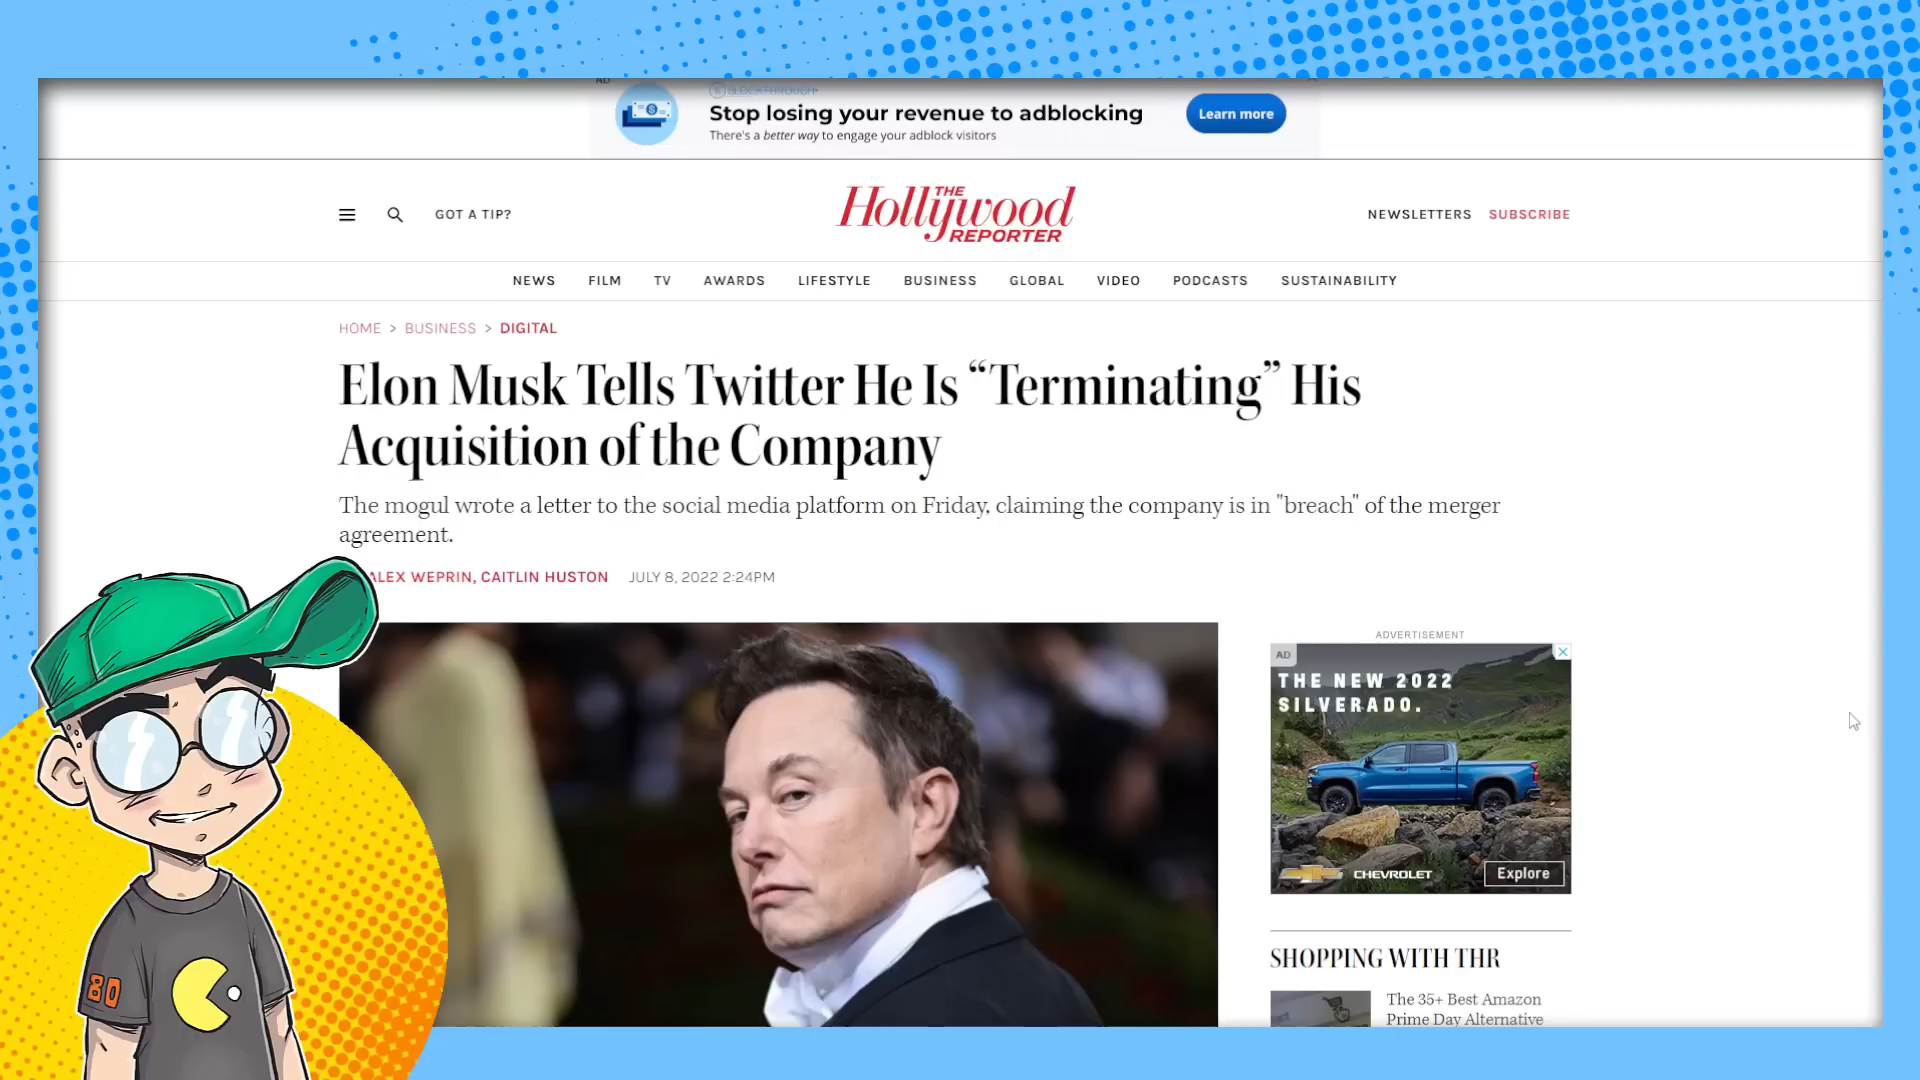 AD
BLOCKTHROUGH
Stop losing your revenue to adblocking
There's a better way to engage your adblock visitors
Learn more
GOT A TIP?
THE
Hollywood
REPORTER
NEWSLETTERS SUBSCRIBE
NEWS FILM TV AWARDS LIFESTYLE BUSINESS GLOBAL VIDEO PODCASTS SUSTAINABILITY
HOME > BUSINESS > DIGITAL
Elon Musk Tells Twitter He Is “Terminating” His
Acquisition of the Company
The mogul wrote a letter to the social media platform on Friday, claiming the company is in "breach" of the merger
agreement.
ALEX WEPRIN, CAITLIN HUSTON JULY 8, 2022 2:24PM
ADVERTISEMENT
AD
THE NEW 2022
SILVERADO.
CHEVROLET
Explore
SHOPPING WITH THR
The 35+ Best Amazon
Prime Day Alternative
80